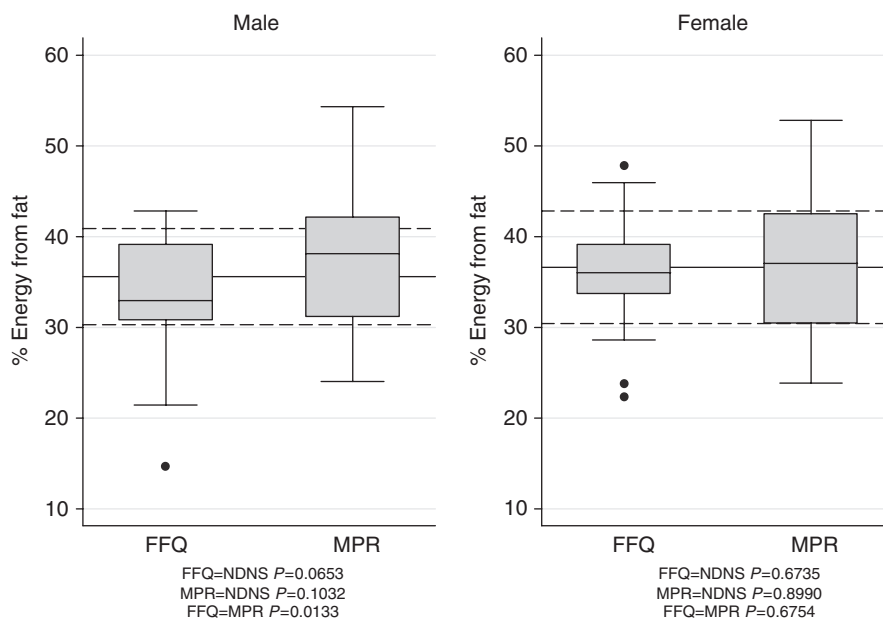 Male
Female
% Energy from fat
60
50
40
30
20
10
FFQ
MPR
FFQ=NDNS P=0.0653
MPR=NDNS P=0.1032
FFQ=MPR P=0.0133
% Energy from fat
60
50
40
30
20
10
FFQ
MPR
FFQ=NDNS P=0.6735
MPR=NDNS P=0.8990
FFQ=MPR P=0.6754